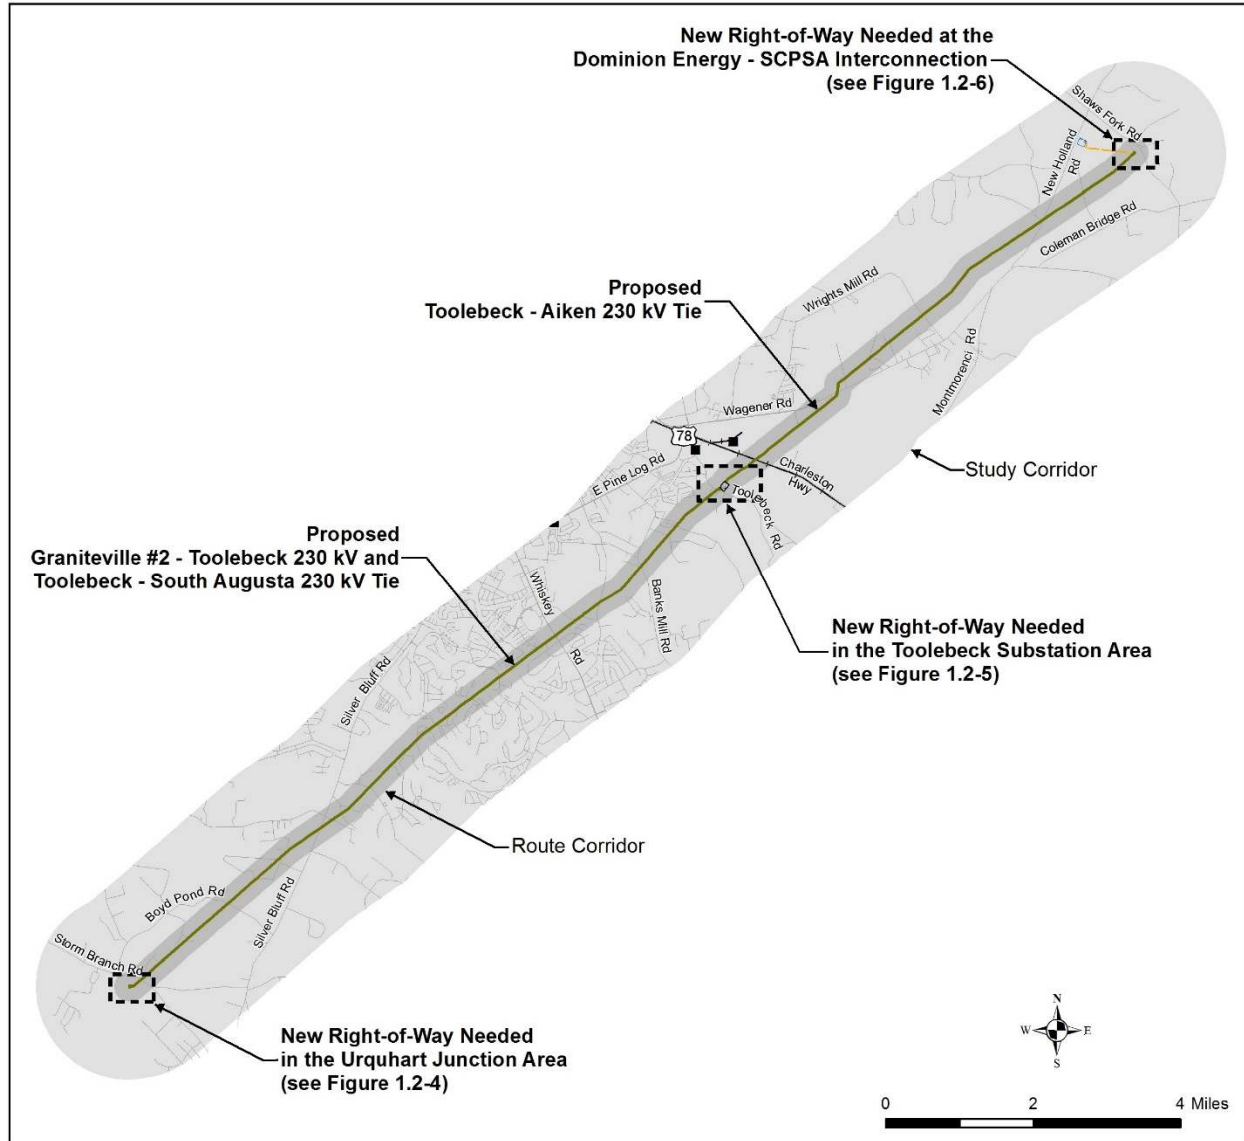 New Right-of-Way Needed at the
Dominion Energy - SCPSA Interconnection
(see Figure 1.2-6)
Shaws Fork Rd
New Holland
Rd
Coleman Bridge Rd
Proposed
Toolebeck - Aiken 230 kV Tie
Wrights Mill Rd
Montmorenci Rd
Wagener Rd
78
Charleston
Hwy
E Pine Log Rd
Toolebeck Rd
Study Corridor
Proposed
Graniteville #2 - Toolebeck 230 kV and
Toolebeck - South Augusta 230 kV Tie
Whiskey
Rd
Banks Mill Rd
New Right-of-Way Needed
in the Toolebeck Substation Area
(see Figure 1.2-5)
Silver Bluff Rd
Route Corridor
Boyd Pond Rd
Silver Bluff Rd
Storm Branch Rd
New Right-of-Way Needed
in the Urquhart Junction Area
(see Figure 1.2-4)
N
W E
S
0 2 4 Miles